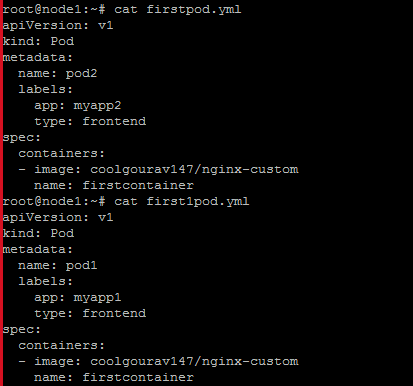 root@node1:~# cat firstpod.yml
apiVersion: v1
kind: Pod
metadata:
  name: pod2
  labels:
    app: myapp2
    type: frontend
spec:
  containers:
  - image: coolgourav147/nginx-custom
    name: firstcontainer
root@node1:~# cat first1pod.yml
apiVersion: v1
kind: Pod
metadata:
  name: pod1
  labels:
    app: myapp1
    type: frontend
spec:
  containers:
  - image: coolgourav147/nginx-custom
    name: firstcontainer